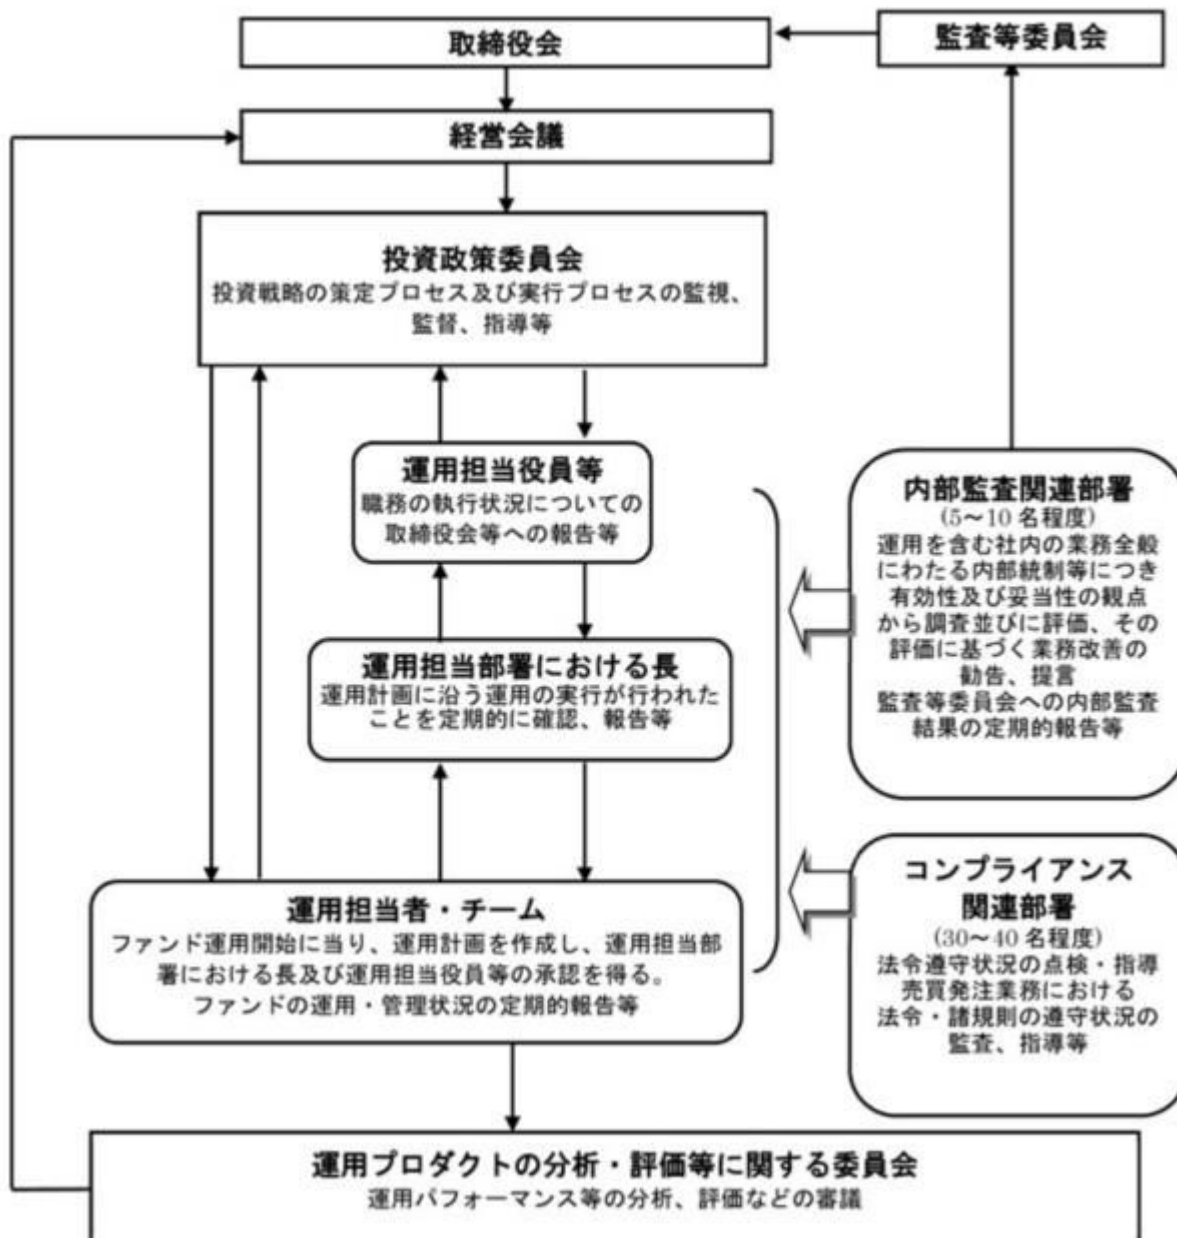 取締役会
監査等委員会
経営会議
投資政策委員会
投資戦略の策定プロセス及び実行プロセスの監視、
監督、指導等
運用担当役員等
職務の執行状況についての
取締役会等への報告等
運用担当部署における長
運用計画に沿う運用の実行が行われた
ことを定期的に確認、報告等
運用担当者・チーム
ファンド運用開始に当り、運用計画を作成し、運用担当部
署における長及び運用担当役員等の承認を得る。
ファンドの運用・管理状況の定期的報告等
内部監査関連部署
(5～10 名程度)
運用を含む社内の業務全般
にわたる内部統制等につき
有効性及び妥当性の観点
から調査並びに評価、その
評価に基づく業務改善の
勧告、提言
監査等委員会への内部監査
結果の定期的報告等
コンプライアンス
関連部署
(30～40 名程度)
法令遵守状況の点検・指導
売買発注業務における
法令・諸規則の遵守状況の
監査、指導等
運用プロダクトの分析・評価等に関する委員会
運用パフォーマンス等の分析、評価などの審議